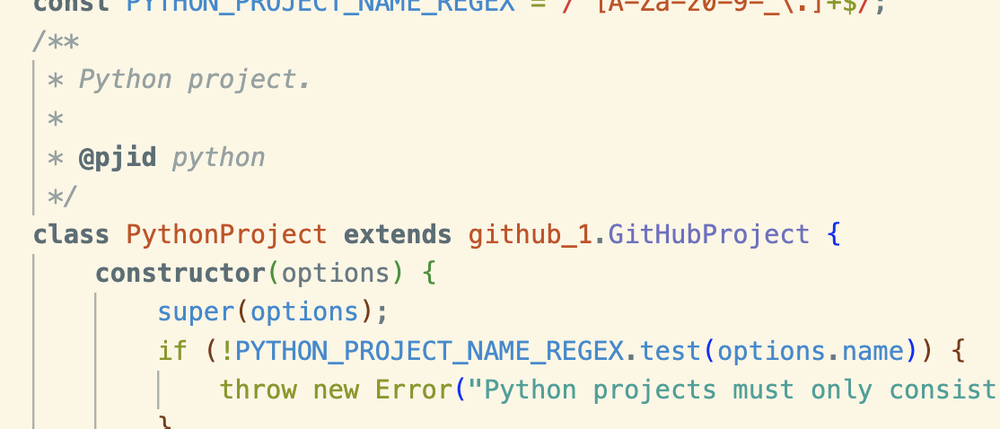 const PYTHON_PROJECT_NAME_REGEX = /^[A-Za-z0-9-_\.]+$/;
/**
 * Python project.
 *
 * @pjid python
 */
class PythonProject extends github_1.GitHubProject {
    constructor(options) {
        super(options);
        if (!PYTHON_PROJECT_NAME_REGEX.test(options.name)) {
            throw new Error("Python projects must only consist
        }